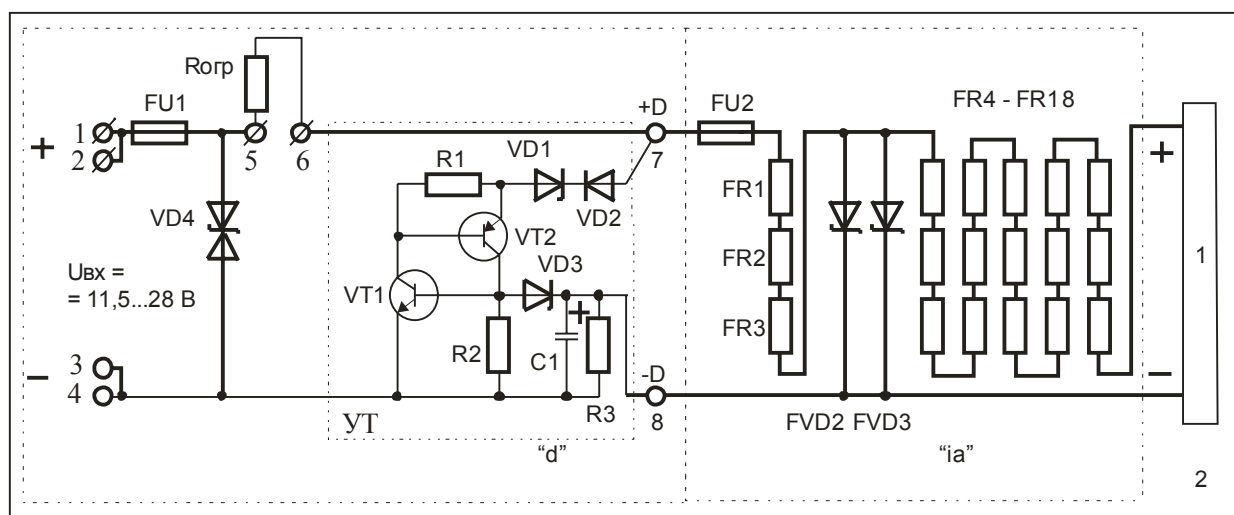 +
1
2
FU1
Rогр
5
6
+D
7
FU2
FR4 - FR18
R1
VD1
VD2
VT2
VD4
Uвх =
= 11,5...28 В
VT1
VD3
+
R2
C1
R3
FR1
FR2
FR3
+
1
−
3
4
−
-D
8
УТ
“d”
FVD2 FVD3
“ia”
2